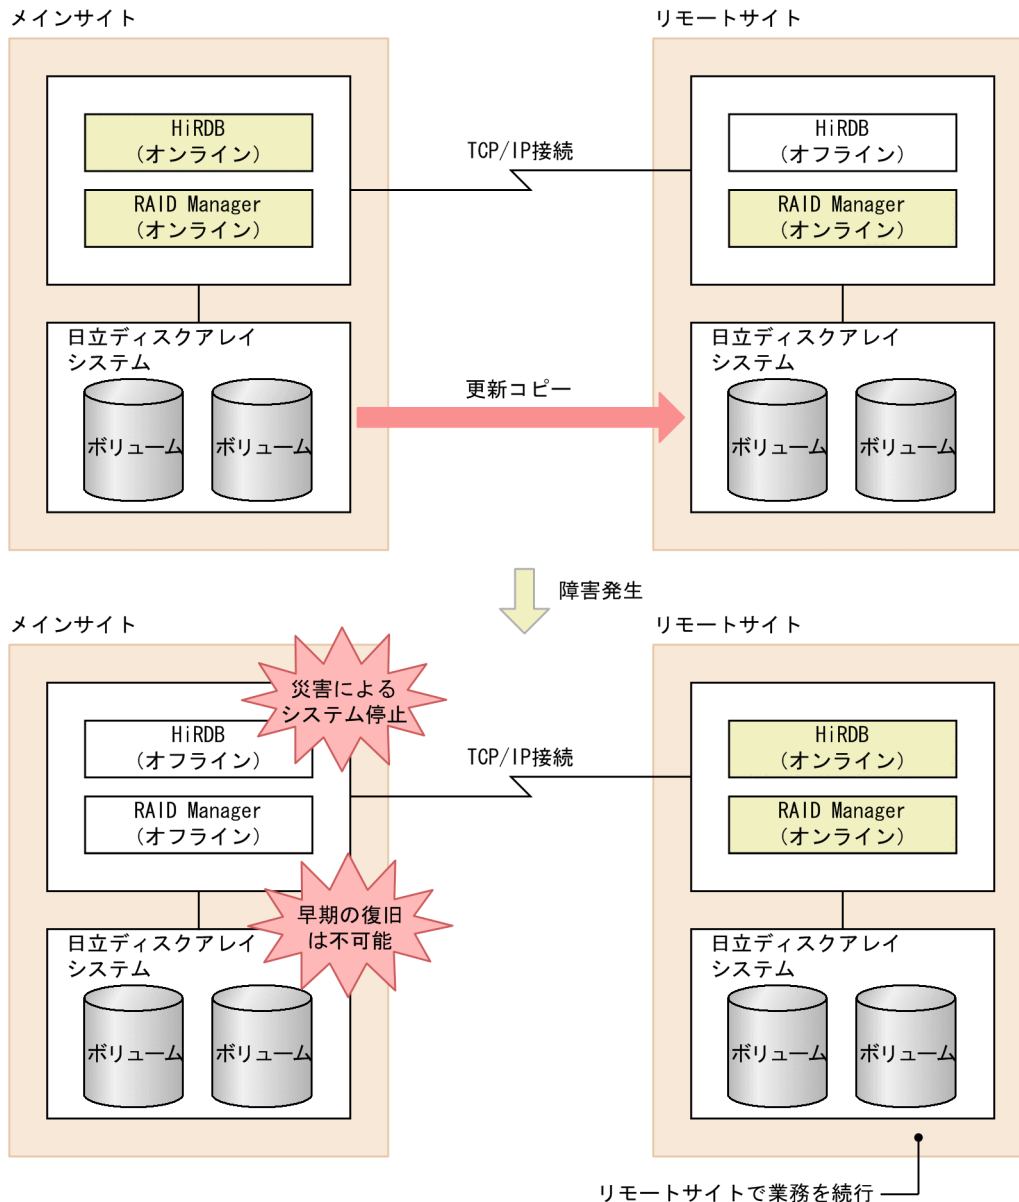 メインサイト
リモートサイト
HiRDB
(オンライン)
RAID Manager
(オンライン)
TCP/IP接続
HiRDB
(オフライン)
RAID Manager
(オンライン)
日立ディスクアレイ
システム
ボリューム
ボリューム
更新コピー
日立ディスクアレイ
システム
ボリューム
ボリューム
障害発生
メインサイト
リモートサイト
災害による
システム停止
HiRDB
(オフライン)
RAID Manager
(オフライン)
TCP/IP接続
HiRDB
(オンライン)
RAID Manager
(オンライン)
早期の復旧
は不可能
日立ディスクアレイ
システム
ボリューム
ボリューム
日立ディスクアレイ
システム
ボリューム
ボリューム
リモートサイトで業務を続行